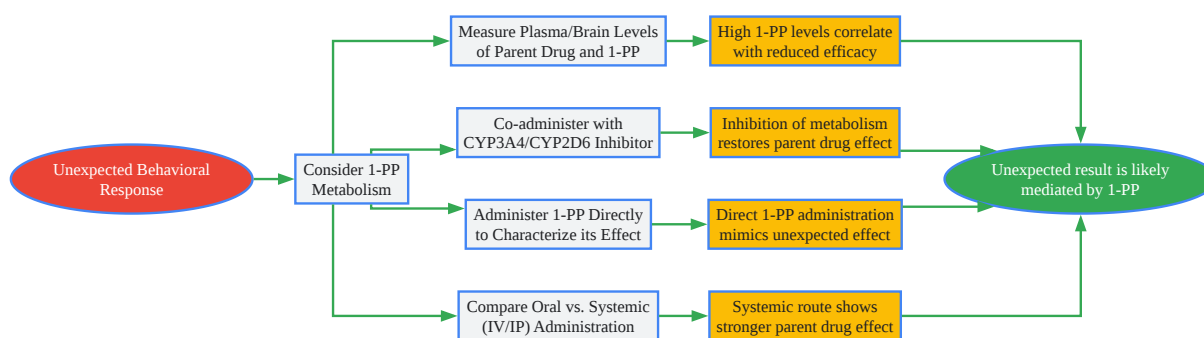 Unexpected Behavioral
Response
Consider 1-PP
Metabolism
Measure Plasma/Brain Levels
of Parent Drug and 1-PP
High 1-PP levels correlate
with reduced efficacy
Co-administer with
CYP3A4/CYP2D6 Inhibitor
Inhibition of metabolism
restores parent drug effect
Administer 1-PP Directly
to Characterize its Effect
Direct 1-PP administration
mimics unexpected effect
Compare Oral vs. Systemic
(IV/IP) Administration
Systemic route shows
stronger parent drug effect
Unexpected result is likely
mediated by 1-PP